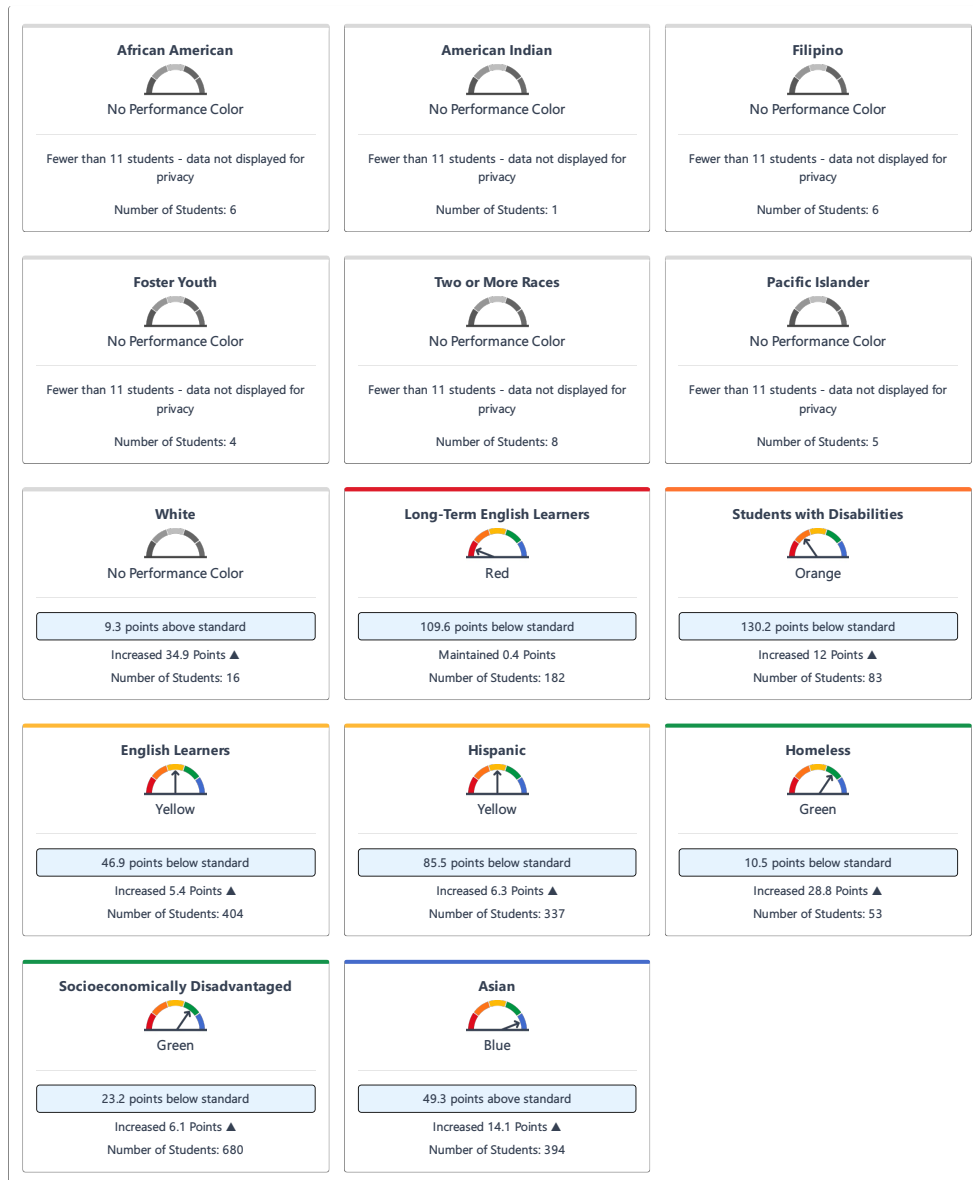 African American
No Performance Color
Fewer than 11 students - data not displayed for
privacy
Number of Students: 6
American Indian
No Performance Color
Fewer than 11 students - data not displayed for
privacy
Number of Students: 1
Filipino
No Performance Color
Fewer than 11 students - data not displayed for
privacy
Number of Students: 6
Foster Youth
No Performance Color
Fewer than 11 students - data not displayed for
privacy
Number of Students: 4
Two or More Races
No Performance Color
Fewer than 11 students - data not displayed for
privacy
Number of Students: 8
Pacific Islander
No Performance Color
Fewer than 11 students - data not displayed for
privacy
Number of Students: 5
White
No Performance Color
9.3 points above standard
Increased 34.9 Points ▲
Number of Students: 16
Long-Term English Learners
Red
109.6 points below standard
Maintained 0.4 Points
Number of Students: 182
Students with Disabilities
Orange
130.2 points below standard
Increased 12 Points ▲
Number of Students: 83
English Learners
Yellow
46.9 points below standard
Increased 5.4 Points ▲
Number of Students: 404
Hispanic
Yellow
85.5 points below standard
Increased 6.3 Points ▲
Number of Students: 337
Homeless
Green
10.5 points below standard
Increased 28.8 Points ▲
Number of Students: 53
Socioeconomically Disadvantaged
Green
23.2 points below standard
Increased 6.1 Points ▲
Number of Students: 680
Asian
Blue
49.3 points above standard
Increased 14.1 Points ▲
Number of Students: 394